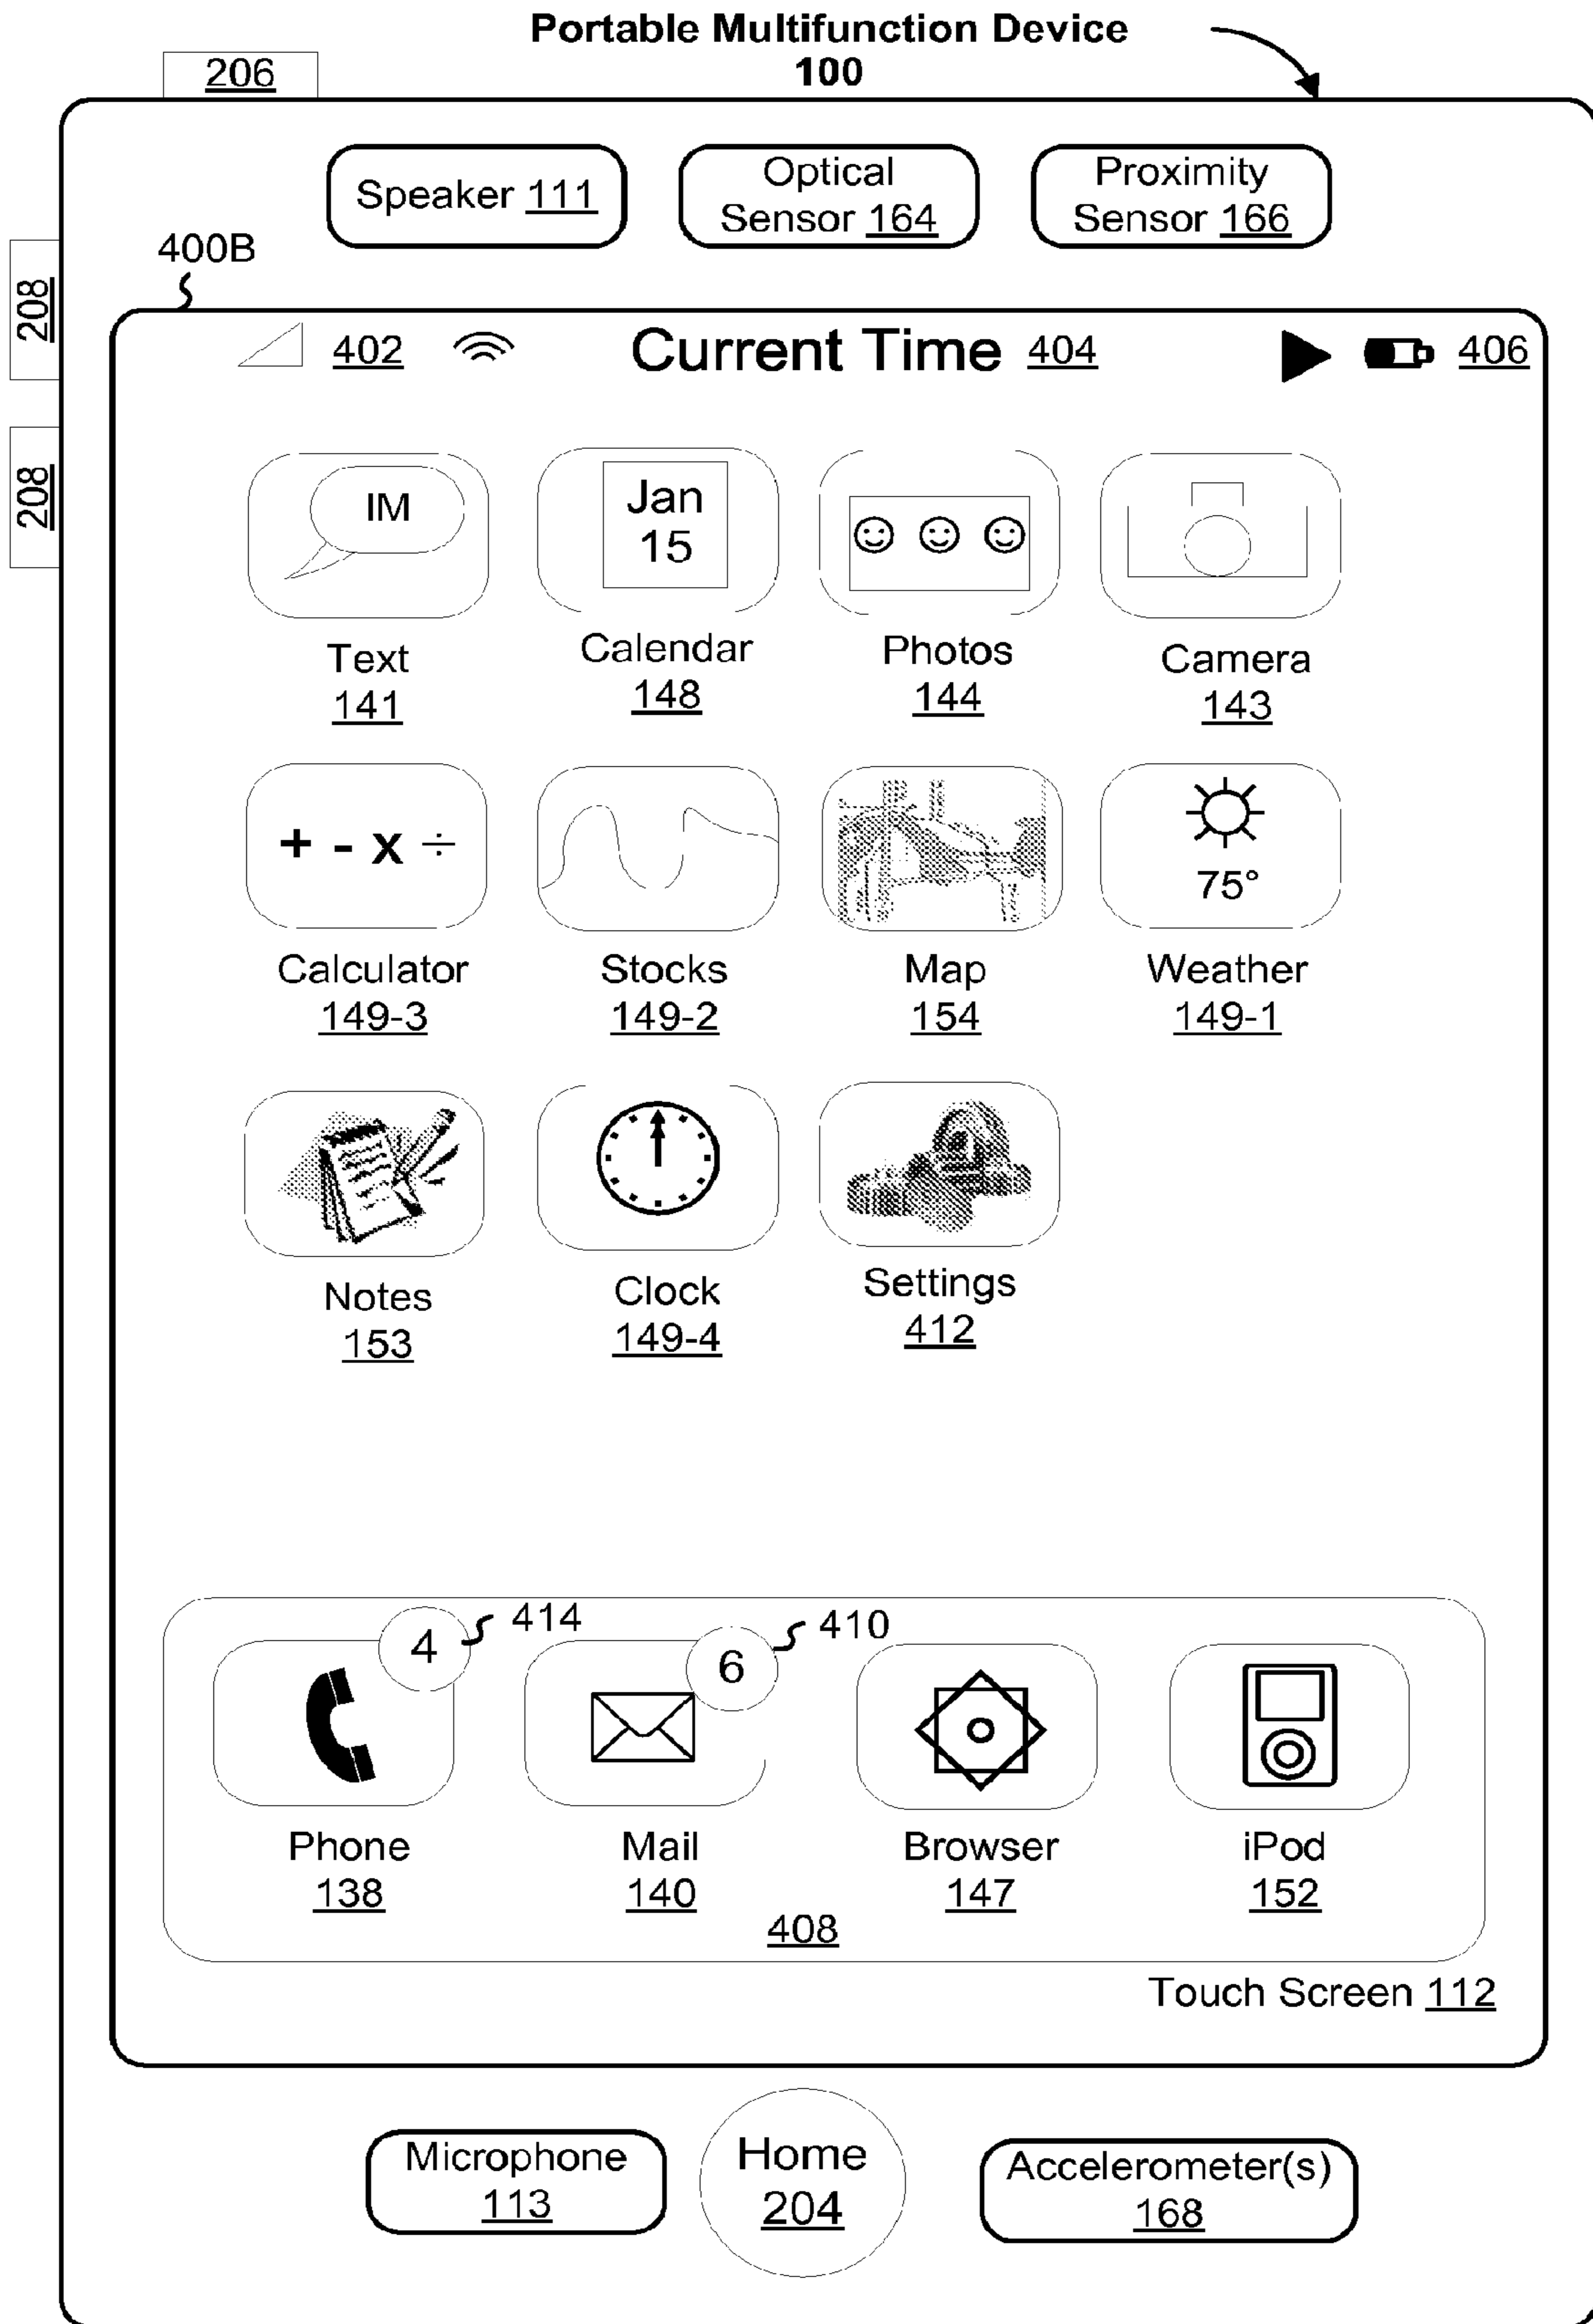 Portable Multifunction Device
100
206
Speaker 111
Optical
Sensor 164
Proximity
Sensor 166
400B
208
208
402
Current Time 404
406
IM
Jan
15
Text
141
Calendar
148
Photos
144
Camera
143
+ - x ÷
75°
Calculator
149-3
Stocks
149-2
Map
154
Weather
149-1
Notes
153
Clock
149-4
Settings
412
4
414
6
410
Phone
138
Mail
140
Browser
147
iPod
152
408
Touch Screen 112
Microphone
113
Home
204
Accelerometer(s)
168